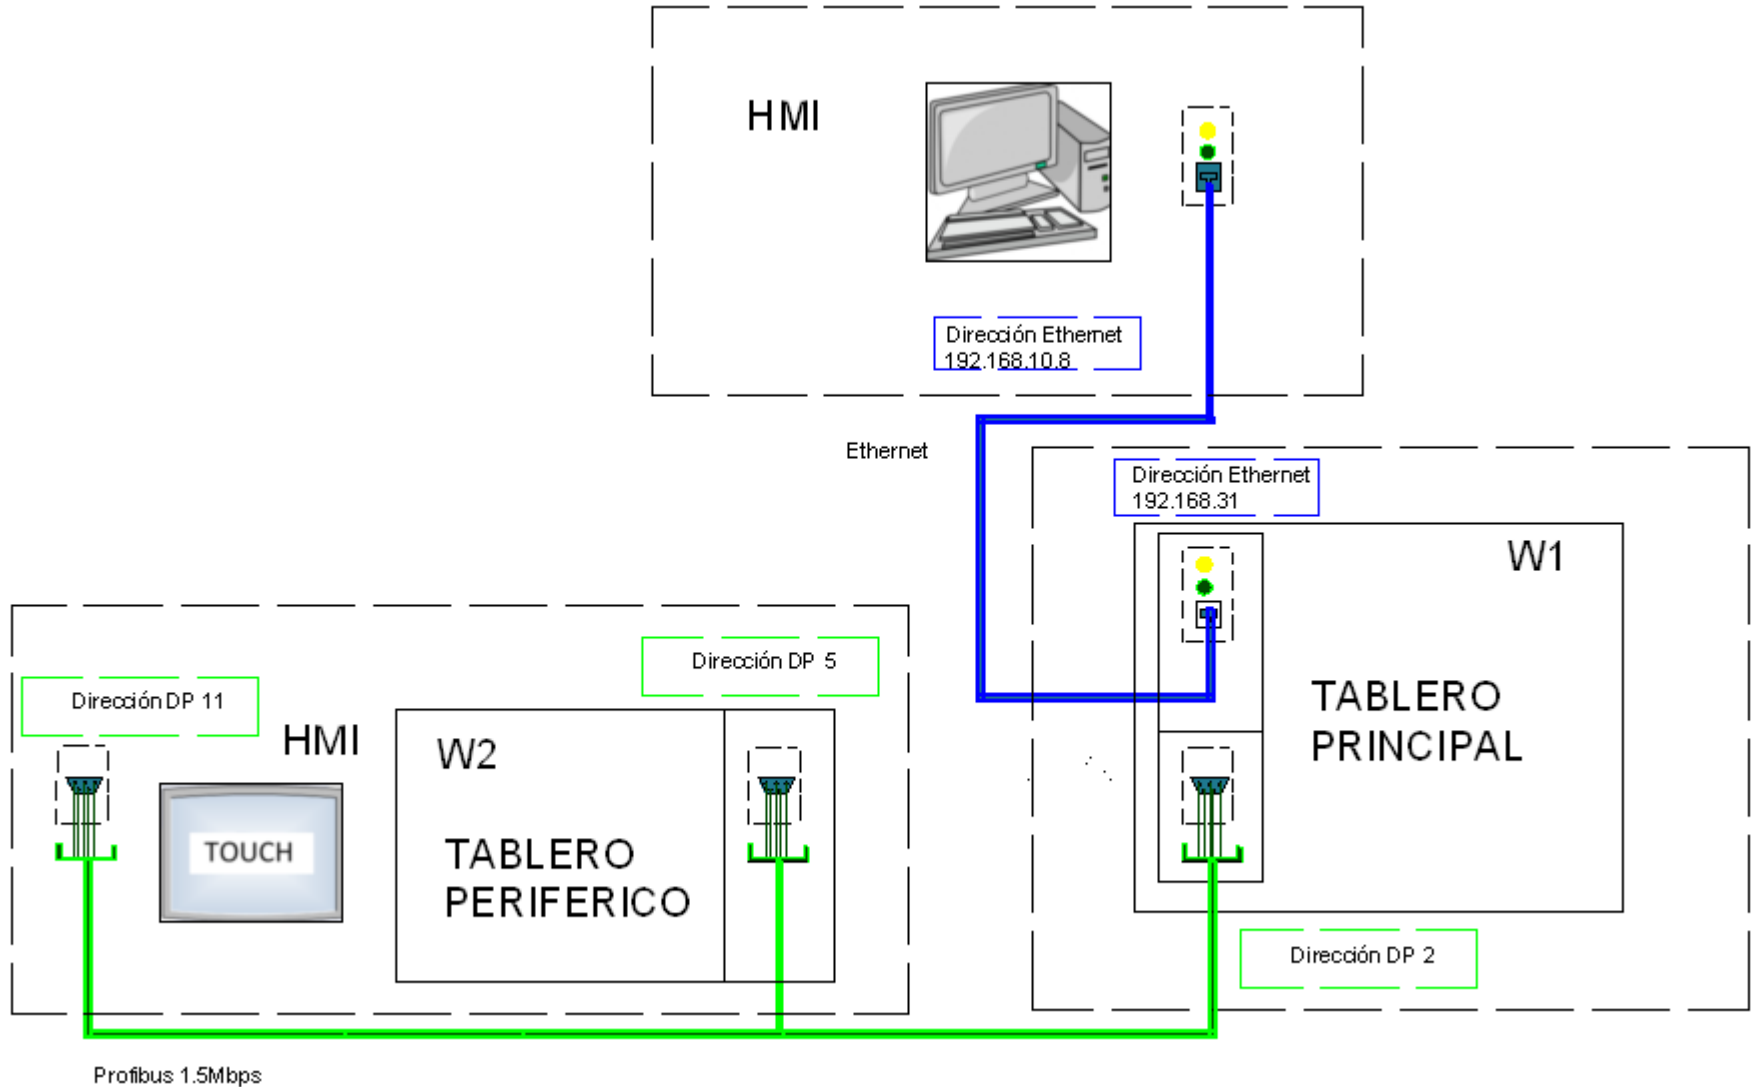 HMI
Dirección Ethernet
192.168.10.8
Ethernet
Dirección Ethernet
192.168.31
W1
TABLERO
PRINCIPAL
Dirección DP 5
Dirección DP 11
HMI
W2
TOUCH
TABLERO
PERIFERICO
Dirección DP 2
Profibus 1.5Mbps